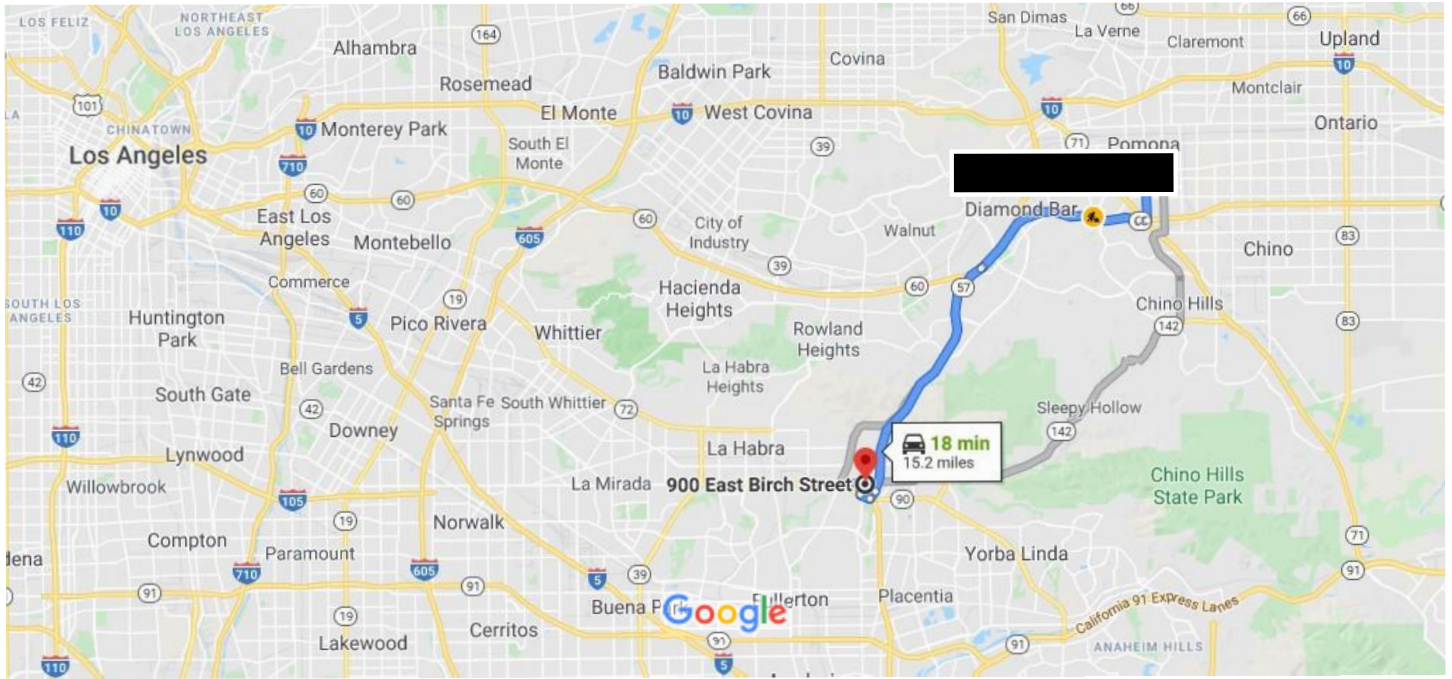 LOS FELIZ
NORTHEAST
LOS ANGELES
Alhambra
164
Rosemead
Baldwin Park
Covina
San Dimas
66
La Verne
66
Claremont
Upland
10
Montclair
Ontario
101
CHINATOWN
Los Angeles
10
Monterey Park
710
El Monte
10
West Covina
South El
Monte
39
10
71
Pomona
60
60
10
110
East Los
Angeles
Montebello
605
60
City of
Industry
39
Walnut
Diamond Bar
83
Chino
Commerce
Hacienda
Heights
60
57
Chino Hills
142
83
SOUTH LOS
ANGELES
Huntington
Park
5
19
Pico Rivera
Whittier
Rowland
Heights
Bell Gardens
La Habra
Heights
42
South Gate
42
Santa Fe
Springs
South Whittier
72
Sleepy Hollow
142
110
Downey
Lynwood
La Habra
18 min
15.2 miles
Willowbrook
La Mirada
900 East Birch Street
90
Chino Hills
State Park
105
19
Norwalk
Compton
Paramount
Yorba Linda
71
dena
710
605
91
91
91
5
39
Buena Park
Google
Fullerton
Placentia
California 91 Express Lanes
19
Lakewood
Cerritos
91
91
ANAHEIM HILLS
110
5